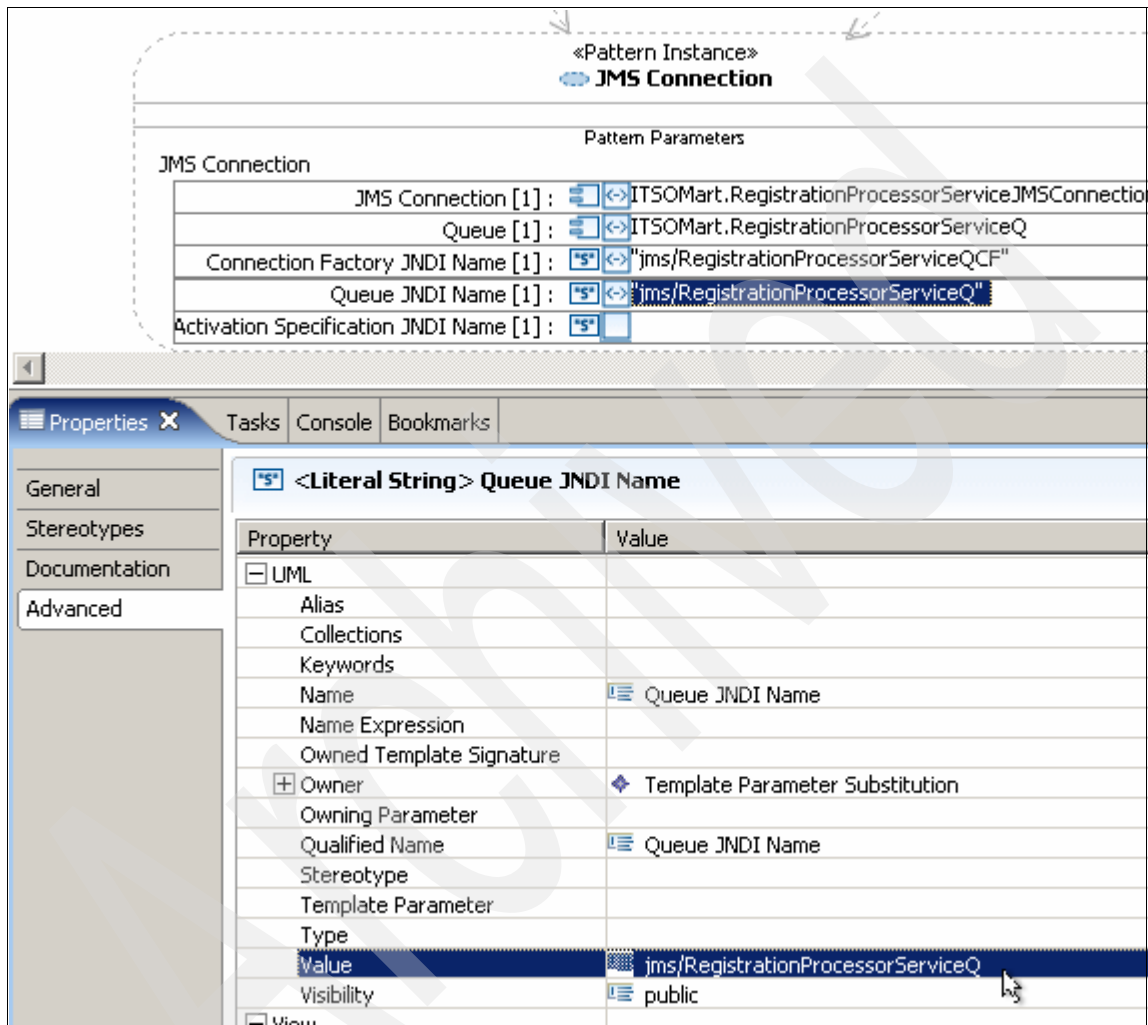 «Pattern Instance»
JMS Connection
Pattern Parameters
JMS Connection
JMS Connection [1] : ITSOMart.RegistrationProcessorServiceJMSConnectio
Queue [1] : ITSOMart.RegistrationProcessorServiceQ
Connection Factory JNDI Name [1] : "S" "jms/RegistrationProcessorServiceQCF"
Queue JNDI Name [1] : "S" "jms/RegistrationProcessorServiceQ"
Activation Specification JNDI Name [1] : "S"
Properties Tasks Console Bookmarks
General
Stereotypes
Documentation
Advanced
"S" <Literal String> Queue JNDI Name
Property Value
UML
Alias
Collections
Keywords
Name Queue JNDI Name
Name Expression
Owned Template Signature
Owner Template Parameter Substitution
Owning Parameter
Qualified Name Queue JNDI Name
Stereotype
Template Parameter
Type
Value jms/RegistrationProcessorServiceQ
Visibility public
View
Archived